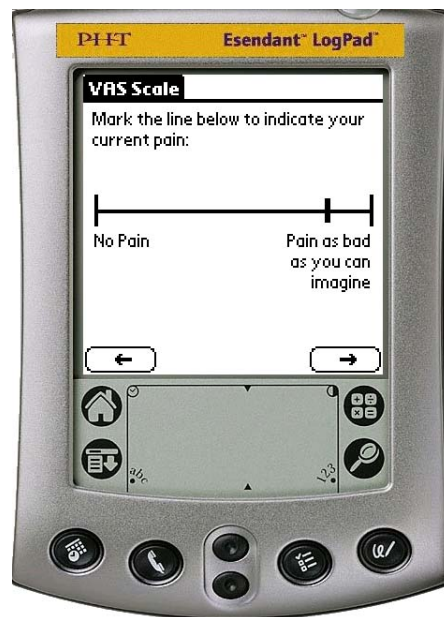 PHT Esendant™ LogPad™
VAS Scale
Mark the line below to indicate your
current pain:
No Pain Pain as bad
as you can
imagine
abc 123